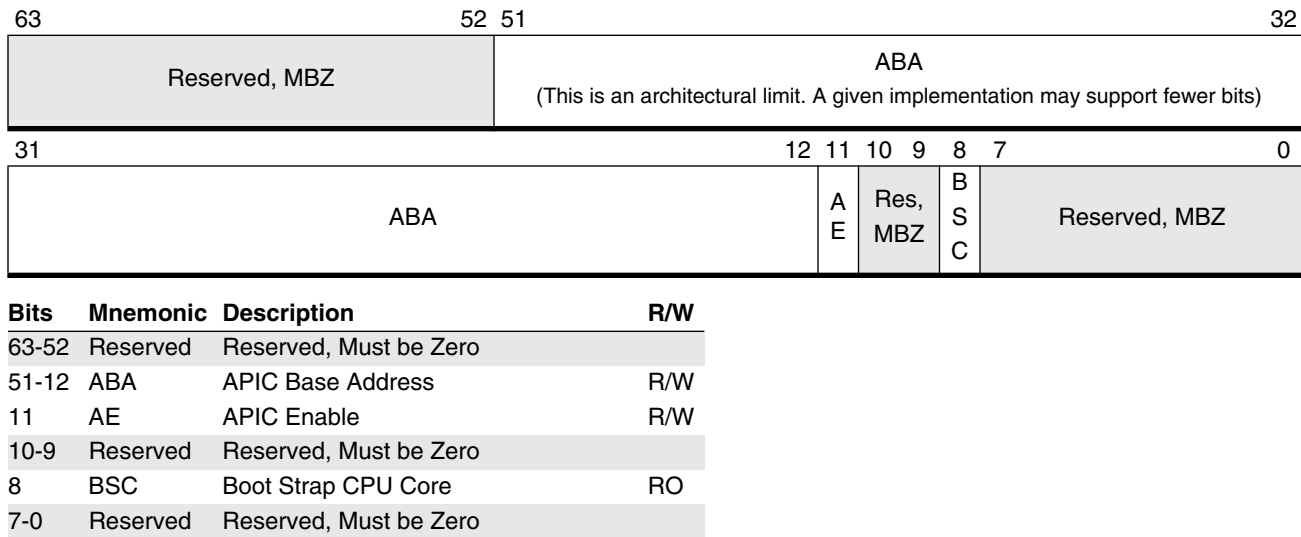 63 52 51 32
Reserved, MBZ
ABA
(This is an architectural limit. A given implementation may support fewer bits)
31 12 11 10 9 8 7 0
ABA
A
E
Res,
MBZ
B
S
C
Reserved, MBZ
Bits Mnemonic Description R/W
63-52 Reserved Reserved, Must be Zero
51-12 ABA APIC Base Address R/W
11 AE APIC Enable R/W
10-9 Reserved Reserved, Must be Zero
8 BSC Boot Strap CPU Core RO
7-0 Reserved Reserved, Must be Zero